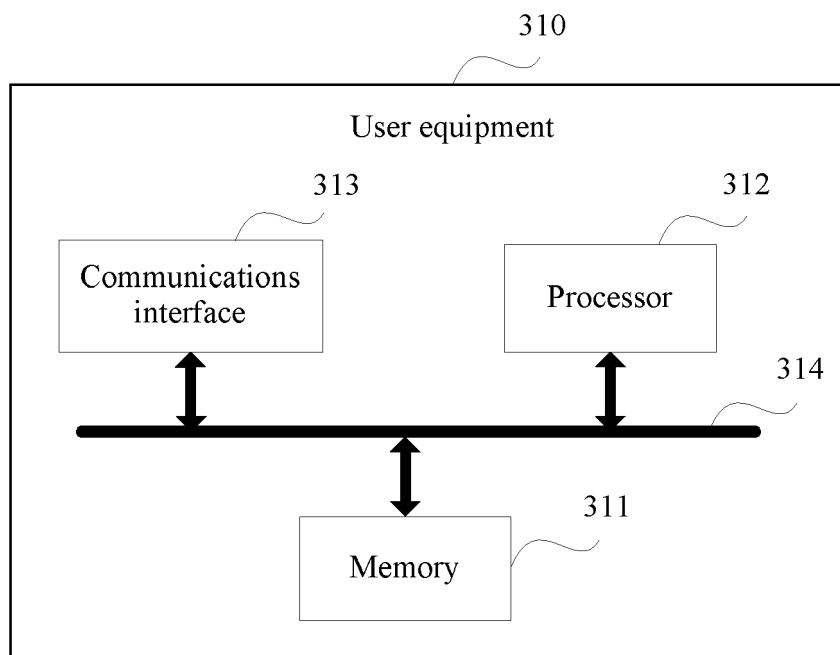 310
User equipment
313
312
Communications
interface
Processor
314
311
Memory